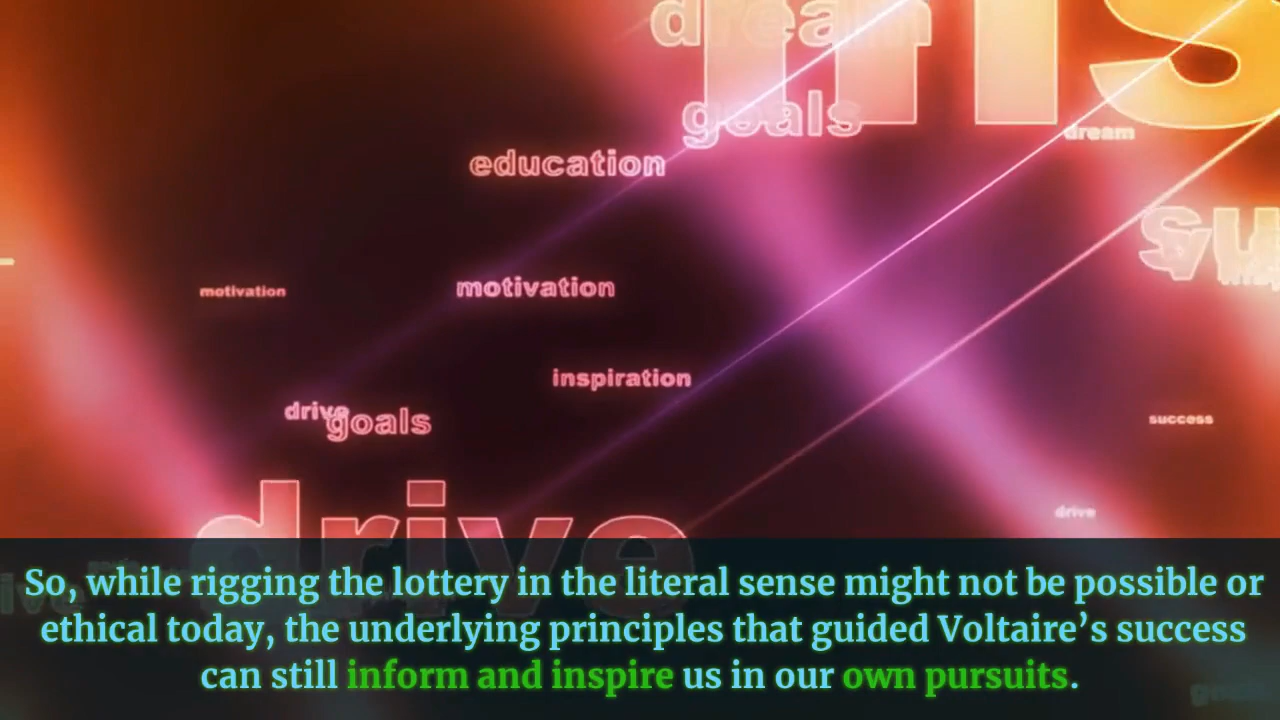 dream
goals
dream
education
motivation
motivation
inspiration
drive
goals
success
drive
drive
So, while rigging the lottery in the literal sense might not be possible or
ethical today, the underlying principles that guided Voltaire’s success
can still inform and inspire us in our own pursuits.